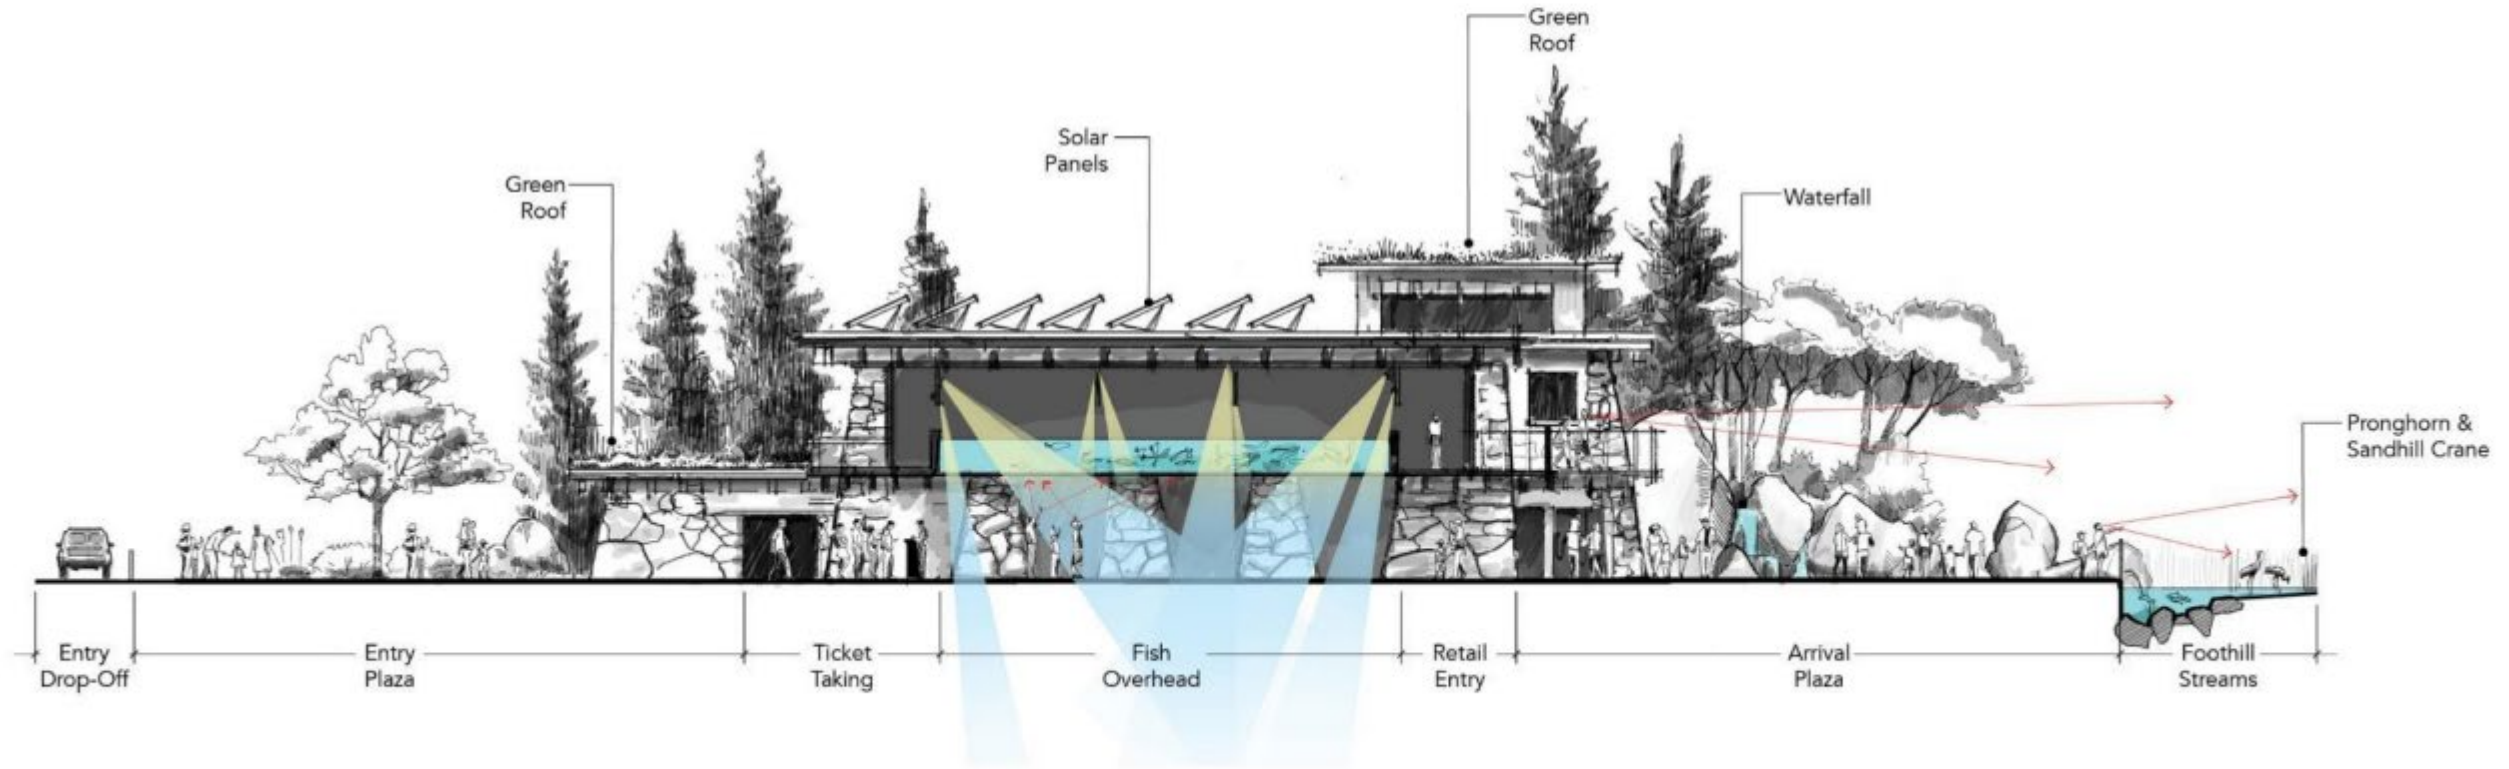 Green
Roof
Solar
Panels
Green
Roof
Waterfall
Pronghorn &
Sandhill Crane
Entry
Drop-Off
Entry
Plaza
Ticket
Taking
Fish
Overhead
Retail
Entry
Arrival
Plaza
Foothill
Streams